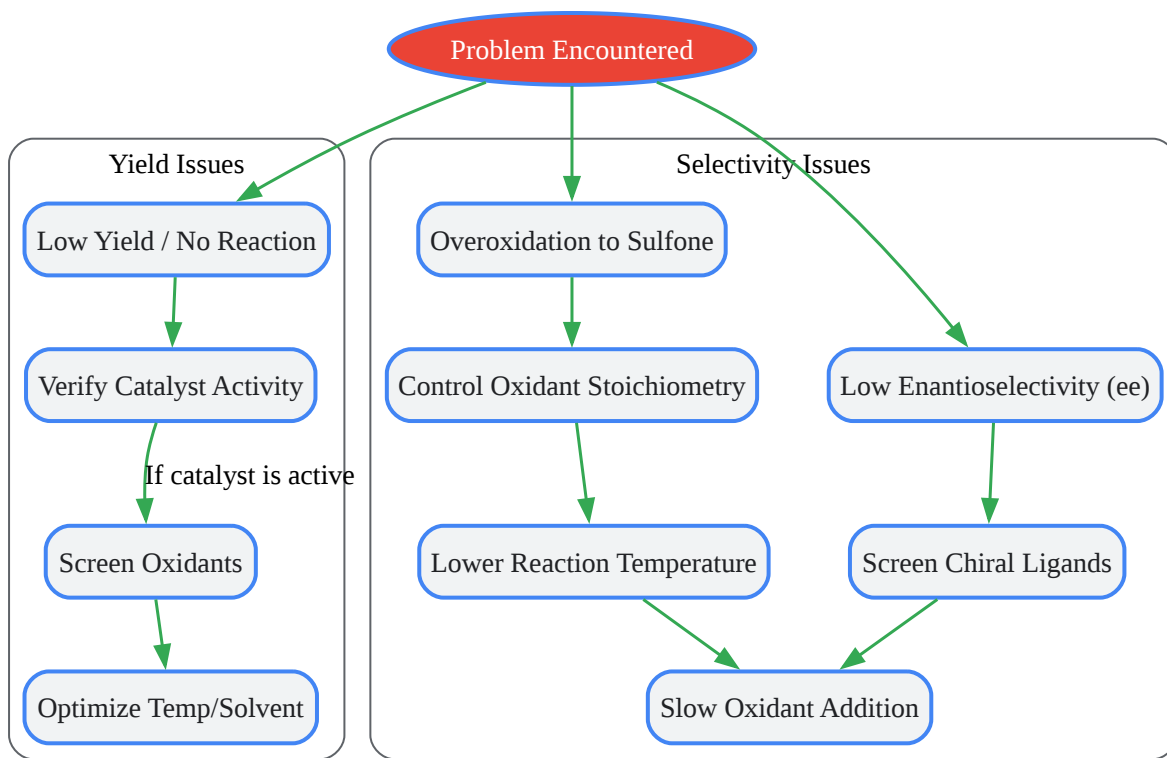 Problem Encountered
Yield Issues
Selectivity Issues
Low Yield / No Reaction
Overoxidation to Sulfone
Verify Catalyst Activity
Control Oxidant Stoichiometry
Low Enantioselectivity (ee)
If catalyst is active
Screen Oxidants
Lower Reaction Temperature
Screen Chiral Ligands
Optimize Temp/Solvent
Slow Oxidant Addition